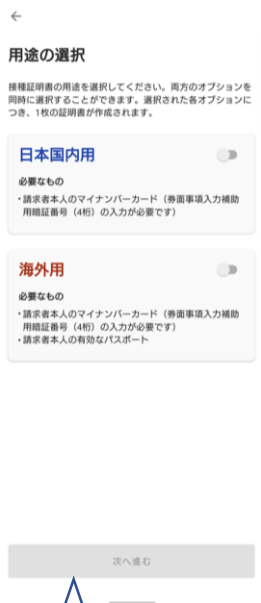 用途の選択
接種証明書の用途を選択してください。両方のオプションを
同時に選択することができます。選択された各オプションに
つき、1枚の証明書が作成されます。
日本国内用
必要なもの
・請求者本人のマイナンバーカード（券面事項入力補助
用暗証番号（4桁）の入力が必要です）
海外用
必要なもの
・請求者本人のマイナンバーカード（券面事項入力補助
用暗証番号（4桁）の入力が必要です）
・請求者本人の有効なパスポート
次へ進む